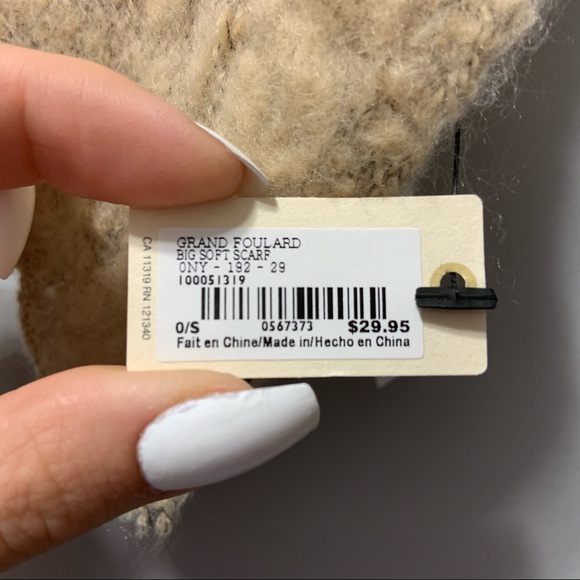 GRAND FOULARD
BIG SOFT SCARF
0NY - 192 - 29
100051319
O/S 0567373 $29.95
Fait en Chine/Made in/Hecho en China
CA 11319 RN 121340